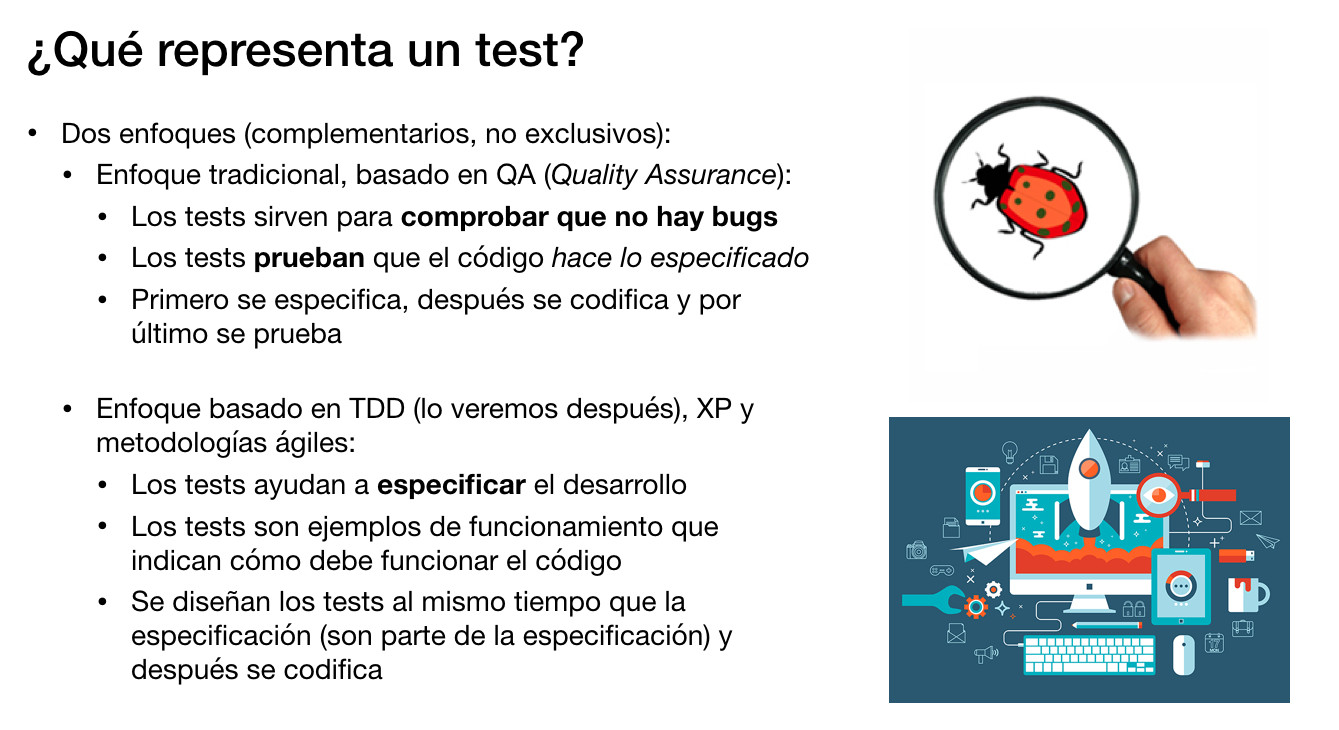 ¿Qué representa un test?
• Dos enfoques (complementarios, no exclusivos):
• Enfoque tradicional, basado en QA (Quality Assurance):
• Los tests sirven para comprobar que no hay bugs
• Los tests prueban que el código hace lo especificado
• Primero se especifica, después se codifica y por
último se prueba
• Enfoque basado en TDD (lo veremos después), XP y
metodologías ágiles:
• Los tests ayudan a especificar el desarrollo
• Los tests son ejemplos de funcionamiento que
indican cómo debe funcionar el código
• Se diseñan los tests al mismo tiempo que la
especificación (son parte de la especificación) y
después se codifica